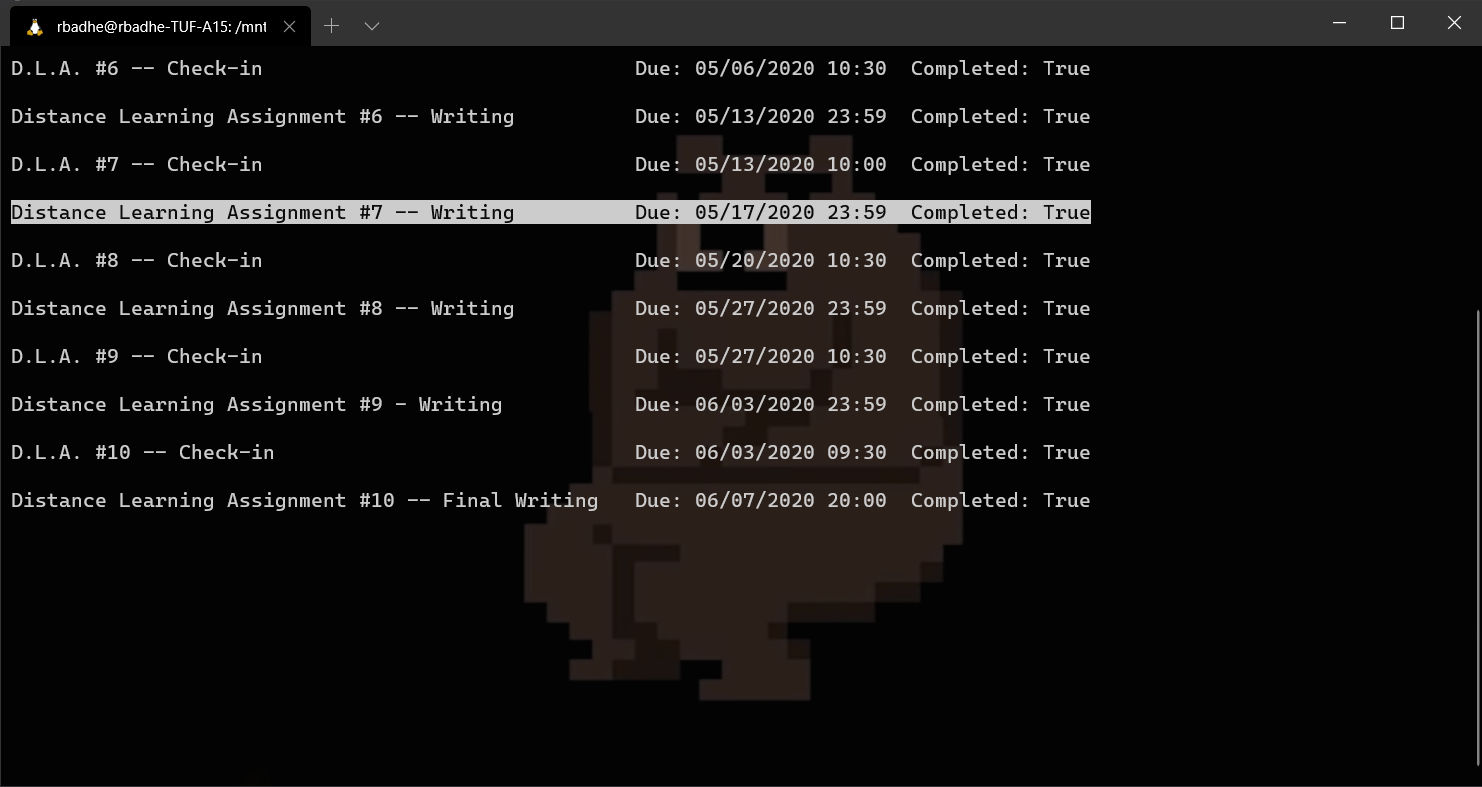 rbadhe@rbadhe-TUF-A15: /mnt
D.L.A. #6 -- Check-in Due: 05/06/2020 10:30 Completed: True
Distance Learning Assignment #6 -- Writing Due: 05/13/2020 23:59 Completed: True
D.L.A. #7 -- Check-in Due: 05/13/2020 10:00 Completed: True
Distance Learning Assignment #7 -- Writing Due: 05/17/2020 23:59 Completed: True
D.L.A. #8 -- Check-in Due: 05/20/2020 10:30 Completed: True
Distance Learning Assignment #8 -- Writing Due: 05/27/2020 23:59 Completed: True
D.L.A. #9 -- Check-in Due: 05/27/2020 10:30 Completed: True
Distance Learning Assignment #9 - Writing Due: 06/03/2020 23:59 Completed: True
D.L.A. #10 -- Check-in Due: 06/03/2020 09:30 Completed: True
Distance Learning Assignment #10 -- Final Writing Due: 06/07/2020 20:00 Completed: True